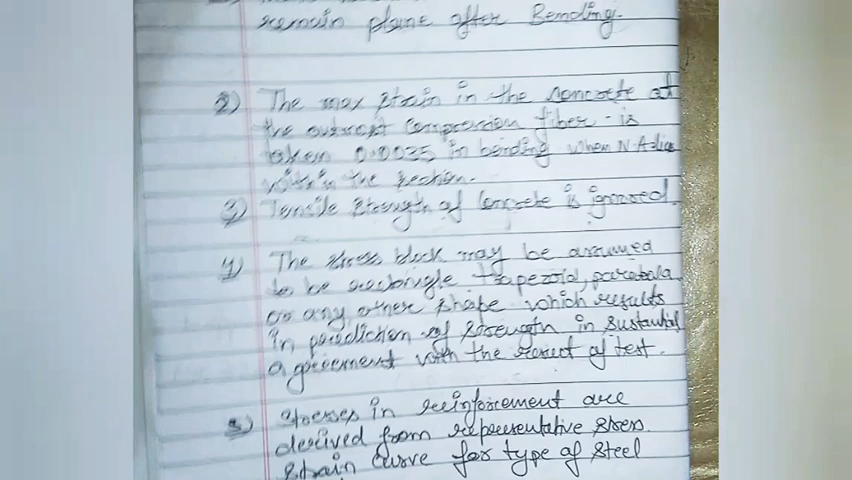 remain plane after Bending.
2) The max strain in the concrete at
the outmost compression fiber - is
taken 0.0035 in bending when N.A lies
within the section.
3) Tensile strength of concrete is ignored.
4) The stress block may be assumed
to be rectangle trapezoid, parabola
or any other shape which results
in prediction of strength in
agreement with the result of test.
5) stresses in reinforcement are
derived from representative stress
strain curve for type of steel